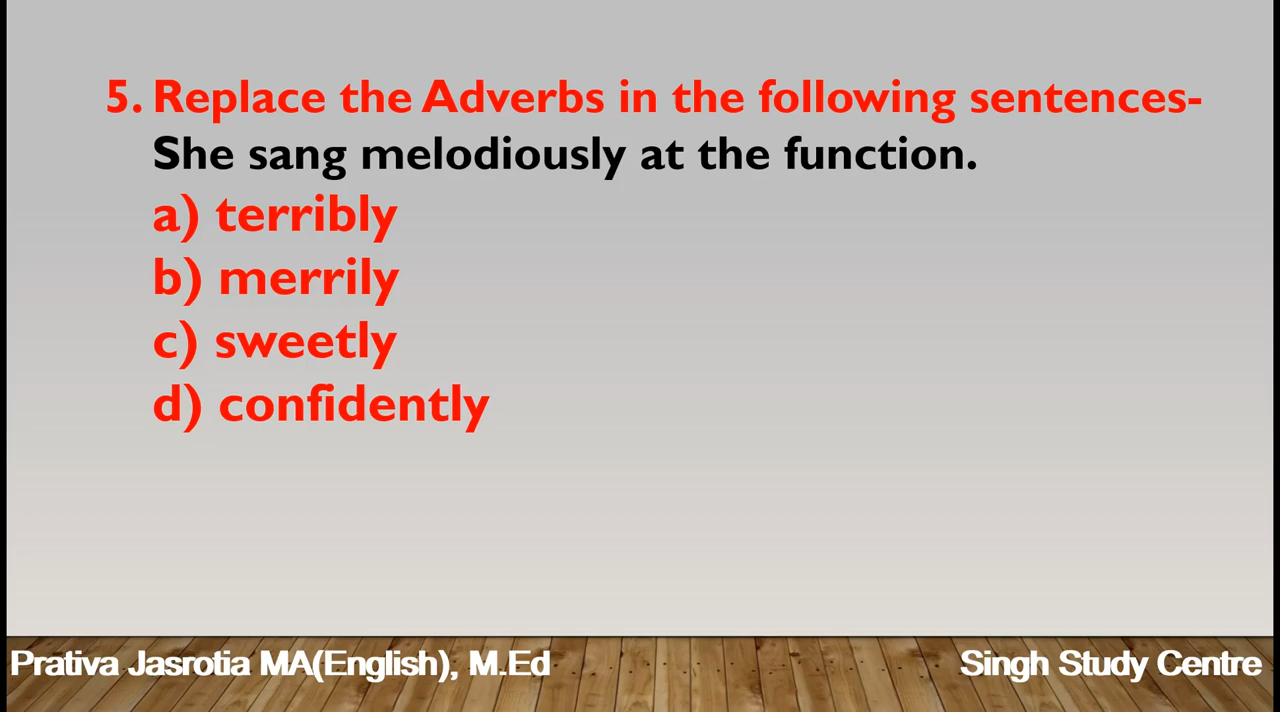 5. Replace the Adverbs in the following sentences-
She sang melodiously at the function.
a) terribly
b) merrily
c) sweetly
d) confidently
Prativa Jasrotia MA(English), M.Ed
Singh Study Centre